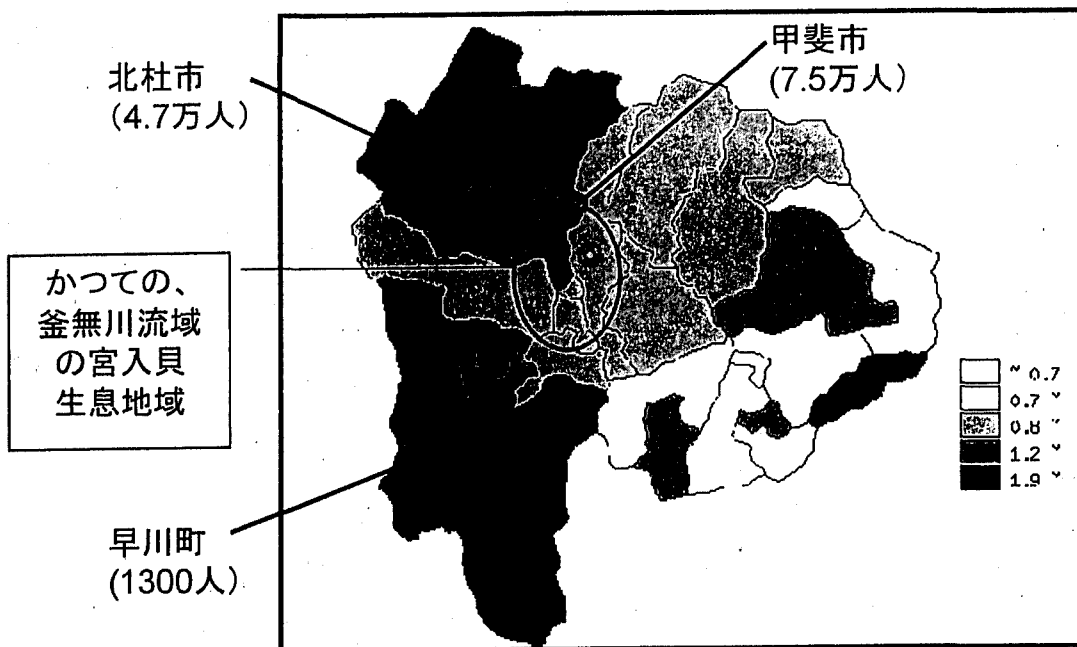 甲斐市
(7.5万人)
北杜市
(4.7万人)
かつての、
釜無川流域
の宮入貝
生息地域
早川町
(1300人)
~ 0.7
0.7 ~
0.8 ~
1.2 ~
1.9 ~